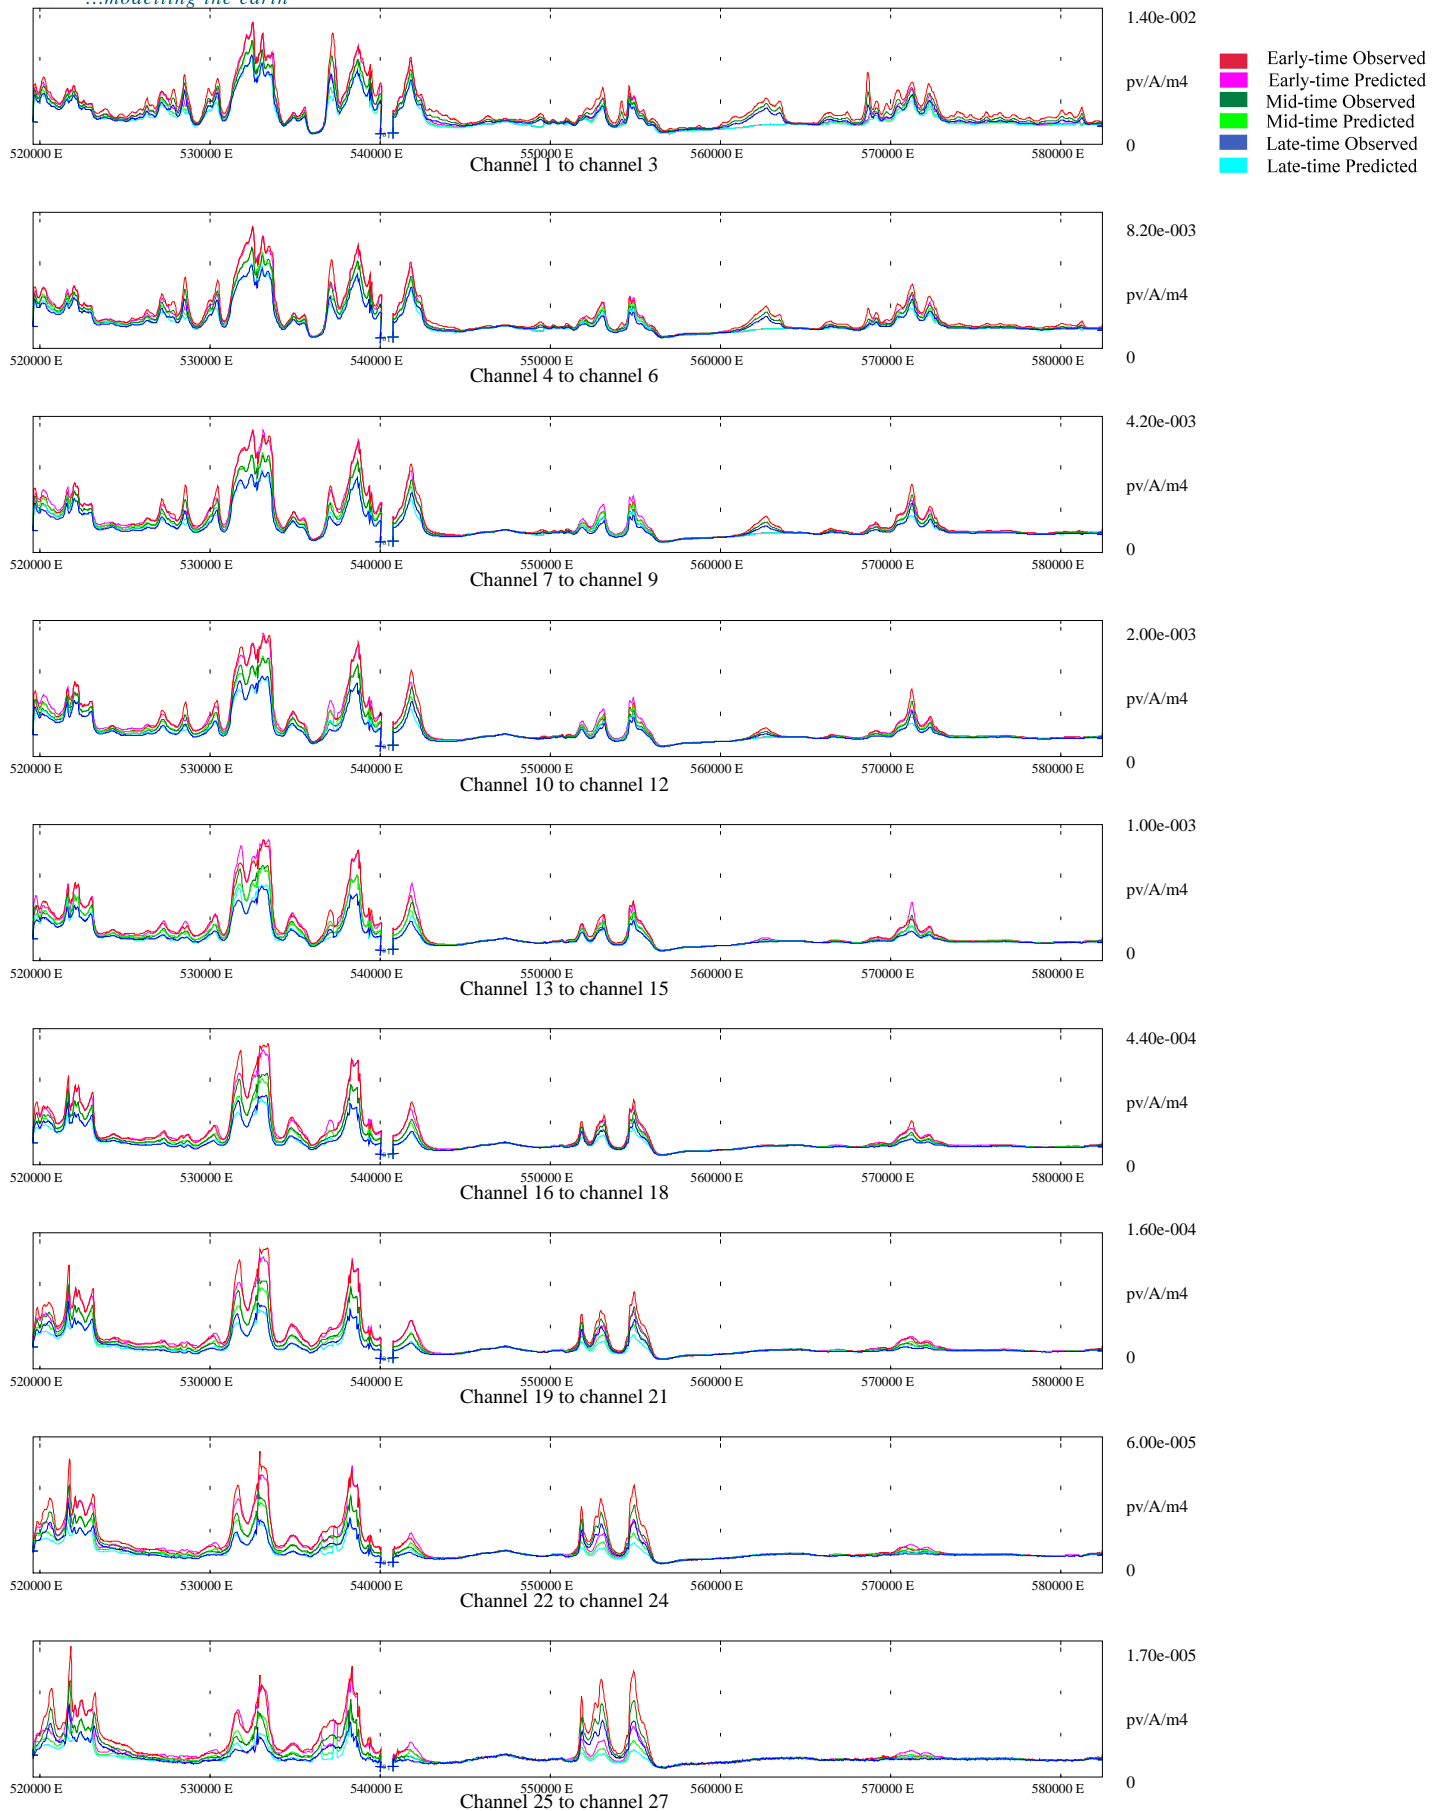 ...modelling the earth
1.40e-002
pv/A/m4
0
520000 E 530000 E 540000 E 550000 E 560000 E 570000 E 580000 E
Channel 1 to channel 3
Early-time Observed
Early-time Predicted
Mid-time Observed
Mid-time Predicted
Late-time Observed
Late-time Predicted
8.20e-003
pv/A/m4
0
520000 E 530000 E 540000 E 550000 E 560000 E 570000 E 580000 E
Channel 4 to channel 6
4.20e-003
pv/A/m4
0
520000 E 530000 E 540000 E 550000 E 560000 E 570000 E 580000 E
Channel 7 to channel 9
2.00e-003
pv/A/m4
0
520000 E 530000 E 540000 E 550000 E 560000 E 570000 E 580000 E
Channel 10 to channel 12
1.00e-003
pv/A/m4
0
520000 E 530000 E 540000 E 550000 E 560000 E 570000 E 580000 E
Channel 13 to channel 15
4.40e-004
pv/A/m4
0
520000 E 530000 E 540000 E 550000 E 560000 E 570000 E 580000 E
Channel 16 to channel 18
1.60e-004
pv/A/m4
0
520000 E 530000 E 540000 E 550000 E 560000 E 570000 E 580000 E
Channel 19 to channel 21
6.00e-005
pv/A/m4
0
520000 E 530000 E 540000 E 550000 E 560000 E 570000 E 580000 E
Channel 22 to channel 24
1.70e-005
pv/A/m4
0
520000 E 530000 E 540000 E 550000 E 560000 E 570000 E 580000 E
Channel 25 to channel 27